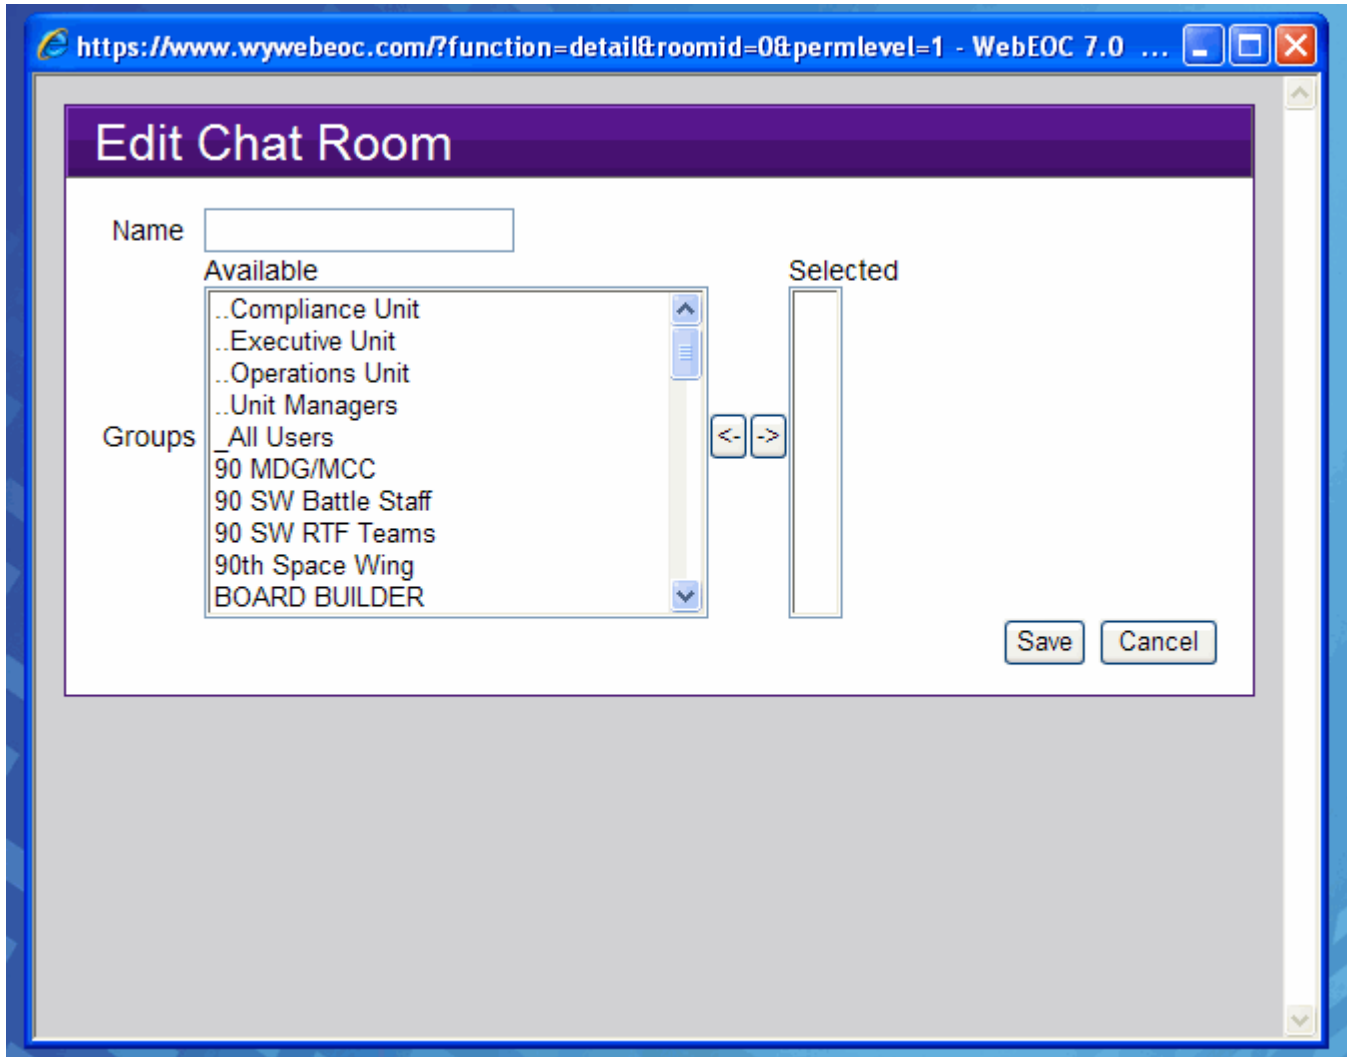 https://www.wywebeoc.com/?function=detail&roomid=0&permlevel=1 - WebEOC 7.0 ...
Edit Chat Room
Name
Available
Selected
..Compliance Unit
..Executive Unit
..Operations Unit
..Unit Managers
Groups
_All Users
<-
->
90 MDG/MCC
90 SW Battle Staff
90 SW RTF Teams
90th Space Wing
BOARD BUILDER
Save
Cancel